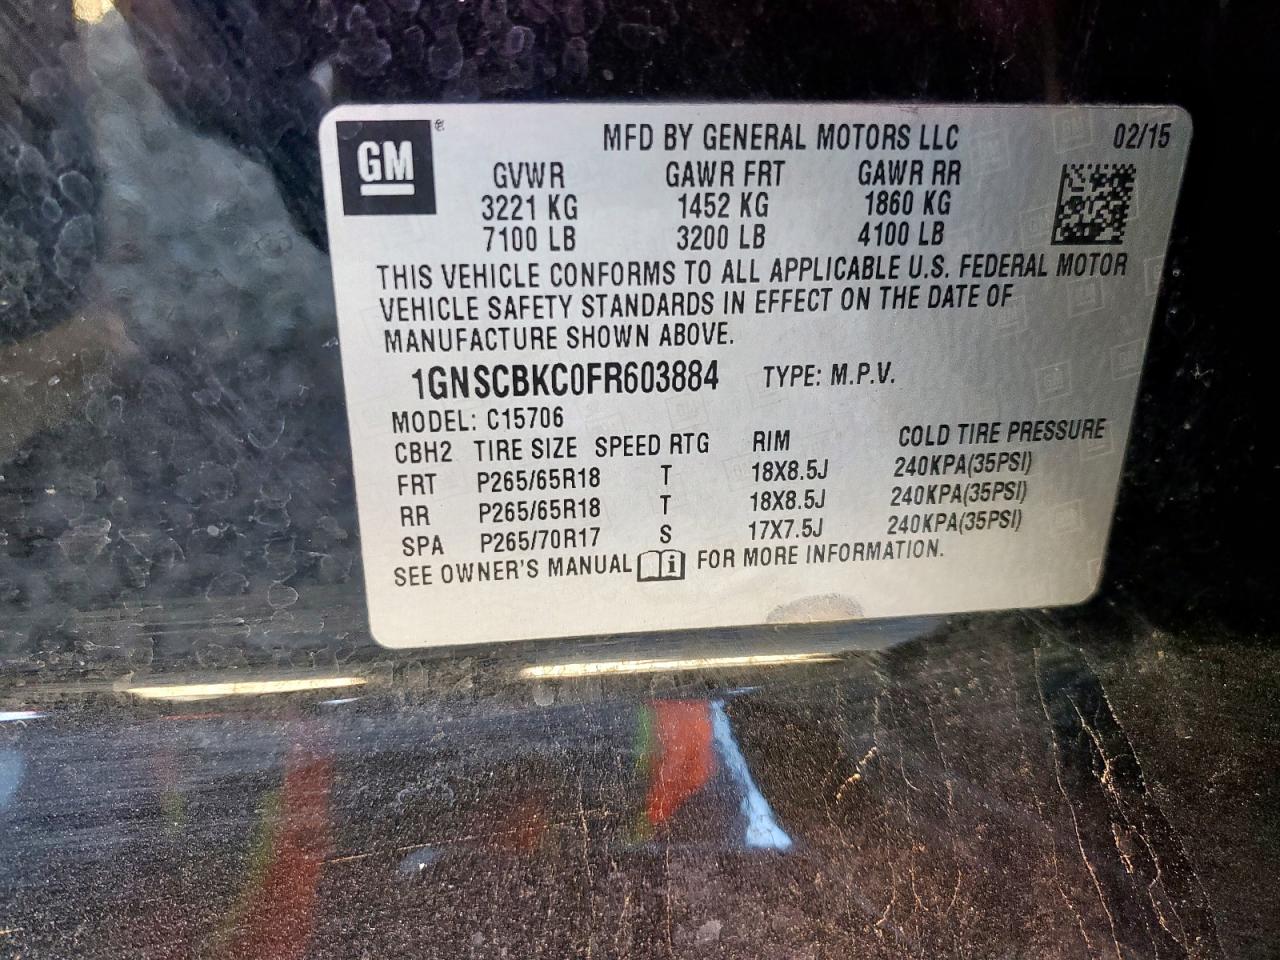 GM ®
MFD BY GENERAL MOTORS LLC 02/15
GVWR GAWR FRT GAWR RR
3221 KG 1452 KG 1860 KG
7100 LB 3200 LB 4100 LB
THIS VEHICLE CONFORMS TO ALL APPLICABLE U.S. FEDERAL MOTOR
VEHICLE SAFETY STANDARDS IN EFFECT ON THE DATE OF
MANUFACTURE SHOWN ABOVE.
1GNSCBKC0FR603884 TYPE: M.P.V.
MODEL: C15706
CBH2 TIRE SIZE SPEED RTG RIM COLD TIRE PRESSURE
FRT P265/65R18 T 18X8.5J 240KPA(35PSI)
RR P265/65R18 T 18X8.5J 240KPA(35PSI)
SPA P265/70R17 S 17X7.5J 240KPA(35PSI)
SEE OWNER'S MANUAL i FOR MORE INFORMATION.